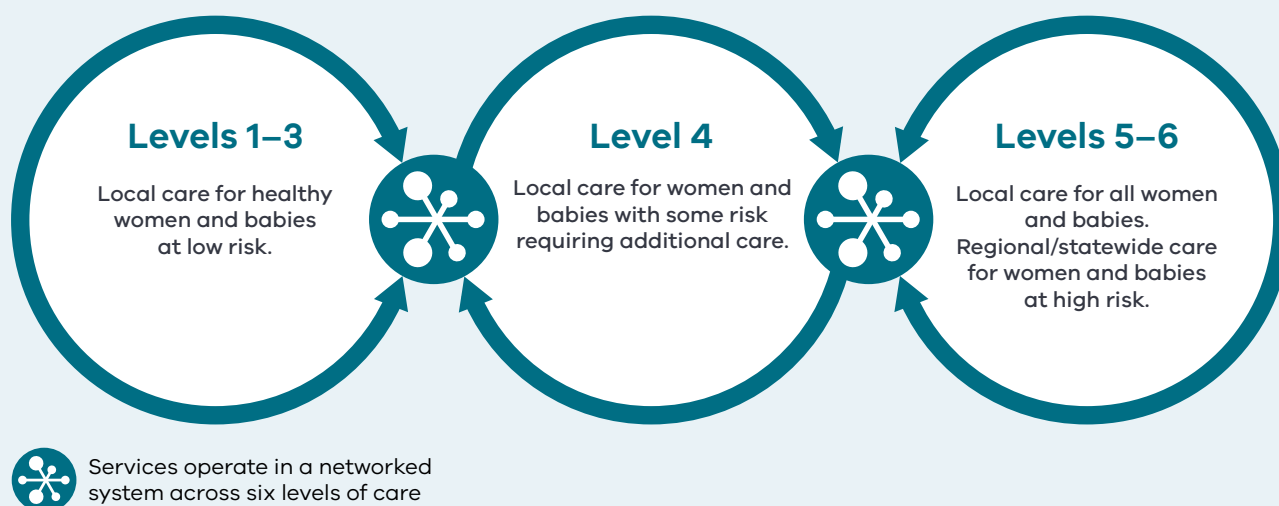 Levels 1–3
Local care for healthy
women and babies
at low risk.
Level 4
Local care for women and
babies with some risk
requiring additional care.
Levels 5–6
Local care for all women
and babies.
Regional/statewide care
for women and babies
at high risk.
Services operate in a networked
system across six levels of care